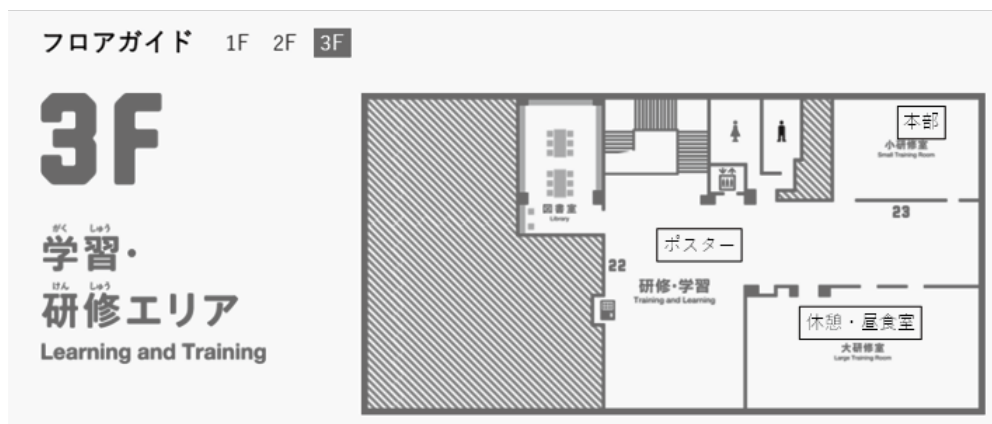 フロアガイド 1F 2F 3F
3F
がく しゅう
学習・
けん しゅう
研修エリア
Learning and Training
図書室
Library
22
研修・学習
Training and Learning
ポスター
本部
小研修室
Small Training Room
23
休憩・昼食室
大研修室
Large Training Room